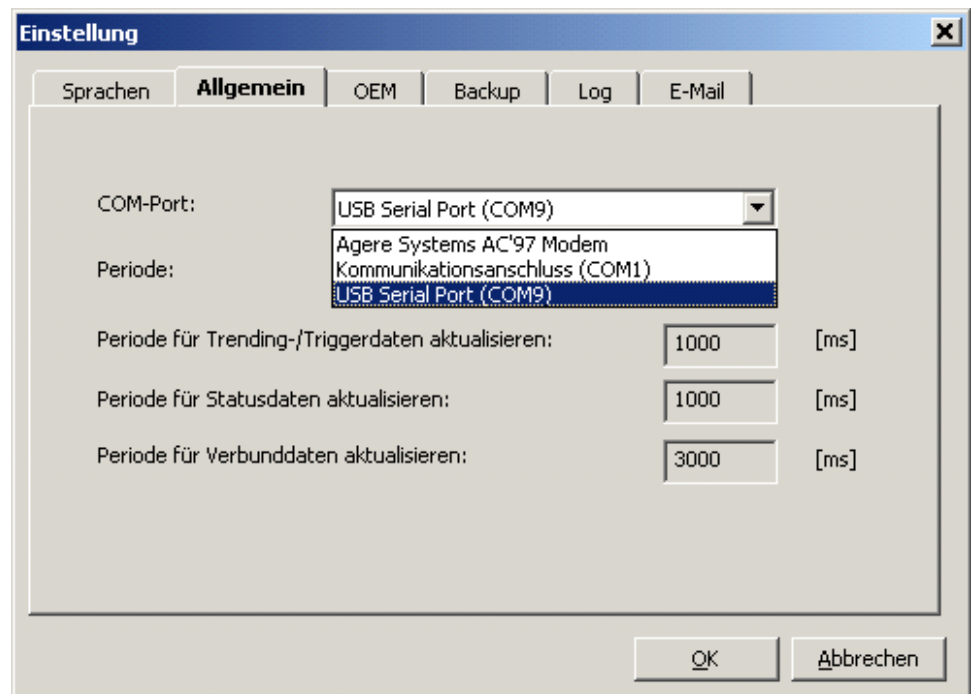 Einstellung
Sprachen Allgemein OEM Backup Log E-Mail
COM-Port: USB Serial Port (COM9)
Agere Systems AC'97 Modem
Periode: Kommunikationsanschluss (COM1)
USB Serial Port (COM9)
Periode für Trending-/Triggerdaten aktualisieren: 1000 [ms]
Periode für Statusdaten aktualisieren: 1000 [ms]
Periode für Verbunddaten aktualisieren: 3000 [ms]
OK Abbrechen